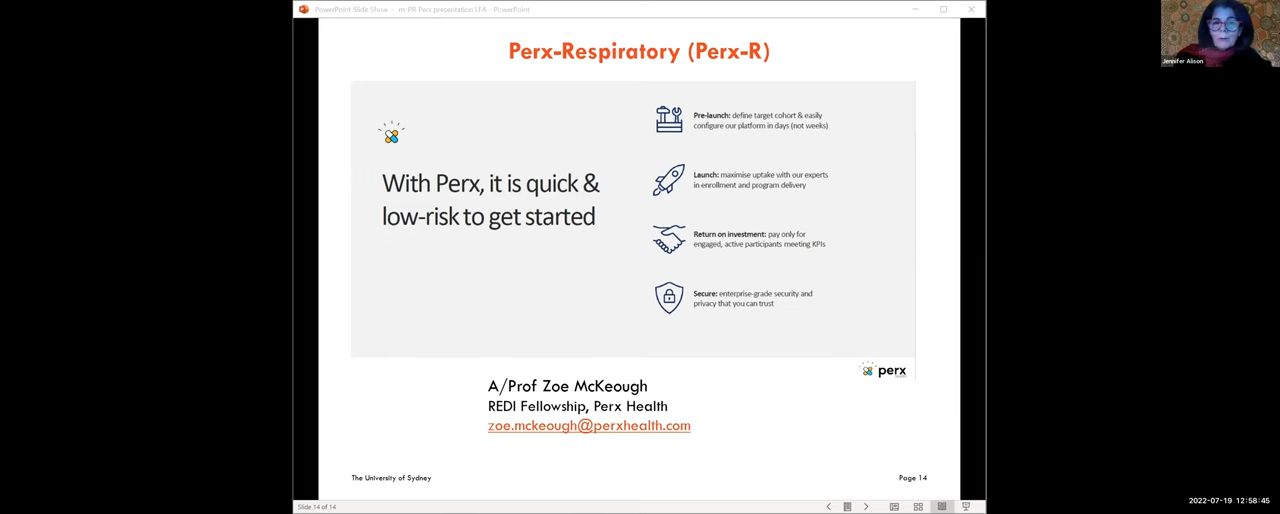 PowerPoint Slide Show - m-PR Perx presentation LFA - PowerPoint
Jennifer Alison
Perx-Respiratory (Perx-R)
With Perx, it is quick &
low-risk to get started
Pre-launch: define target cohort & easily
configure our platform in days (not weeks)
Launch: maximise uptake with our experts
in enrollment and program delivery
Return on investment: pay only for
engaged, active participants meeting KPIs
Secure: enterprise-grade security and
privacy that you can trust
perx
A/Prof Zoe McKeough
REDI Fellowship, Perx Health
zoe.mckeough@perxhealth.com
The University of Sydney
Page 14
Slide 14 of 14
2022-07-19 12:58:45